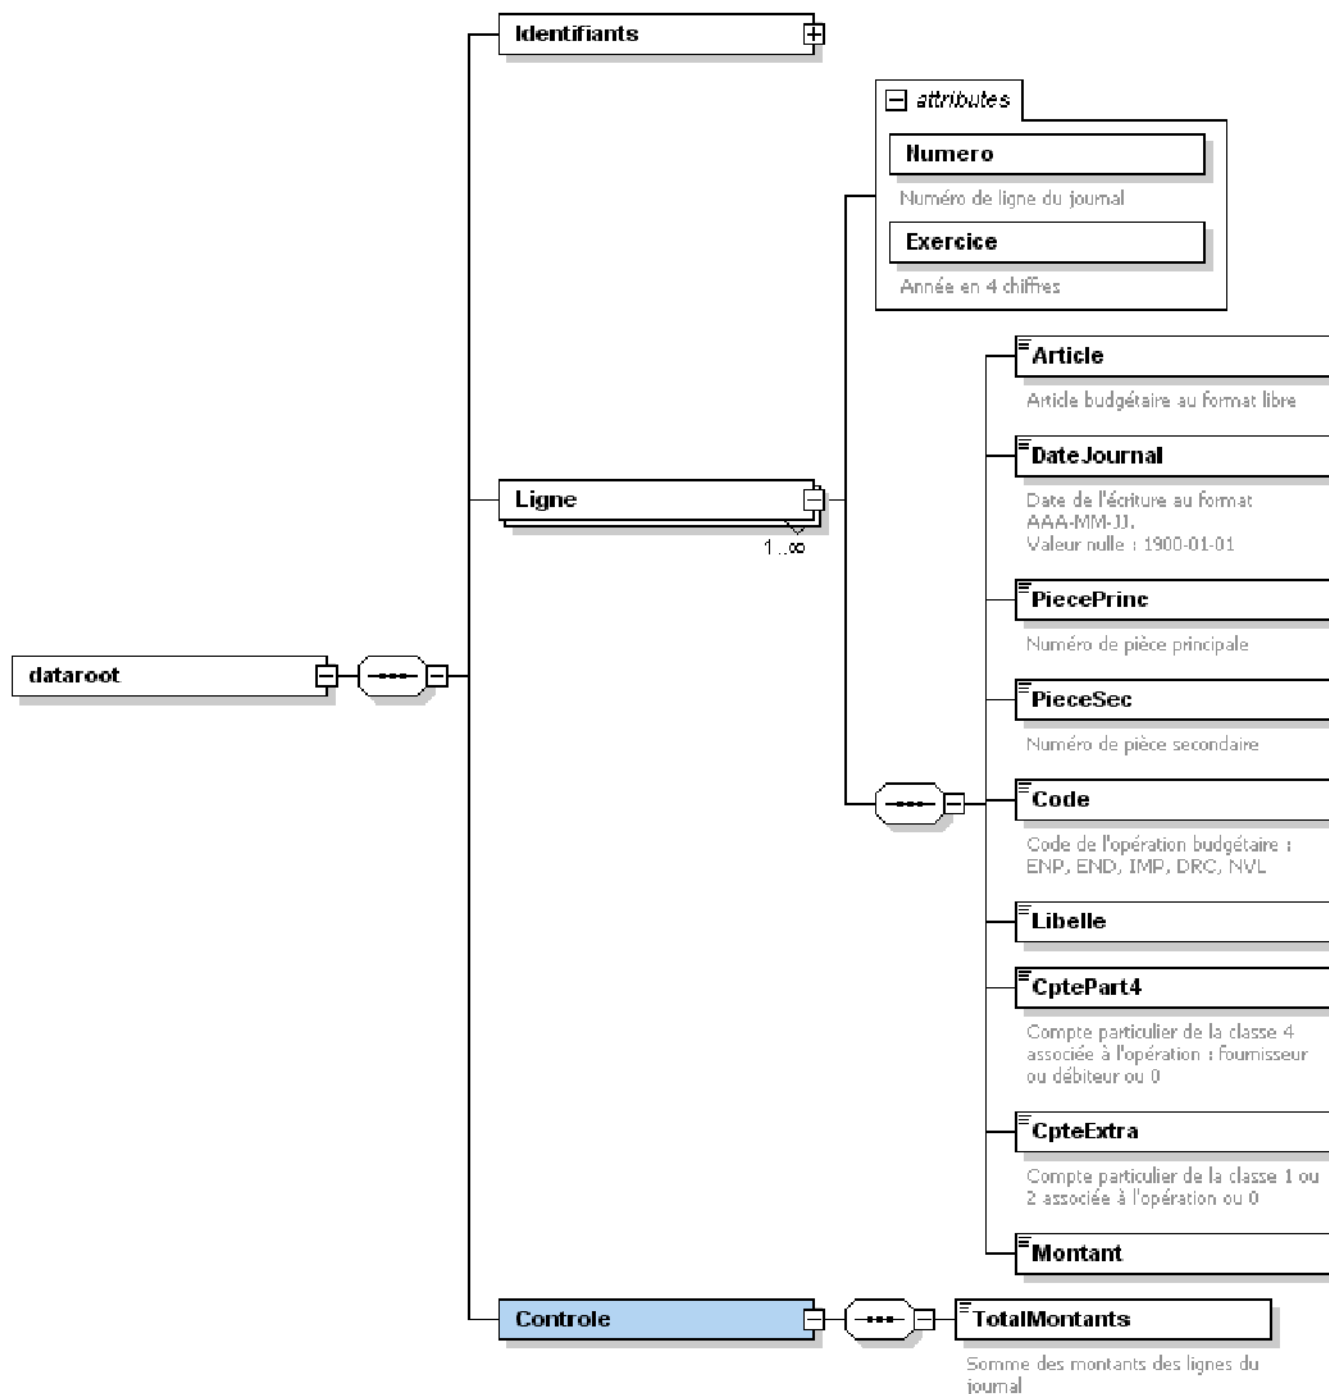 Identifiants
attributes
Numero
Numéro de ligne du journal
Exercice
Année en 4 chiffres
Article
Article budgétaire au format libre
DateJournal
Date de l'écriture au format
AAA-MM-JJ.
Valeur nulle : 1900-01-01
Ligne
1..∞
PiecePrinc
Numéro de pièce principale
dataroot
PieceSec
Numéro de pièce secondaire
Code
Code de l'opération budgétaire :
ENP, END, IMP, DRC, NVL
Libelle
CptePart4
Compte particulier de la classe 4
associée à l'opération : fournisseur
ou débiteur ou 0
CpteExtra
Compte particulier de la classe 1 ou
2 associée à l'opération ou 0
Montant
Controle
TotalMontants
Somme des montants des lignes du
journal